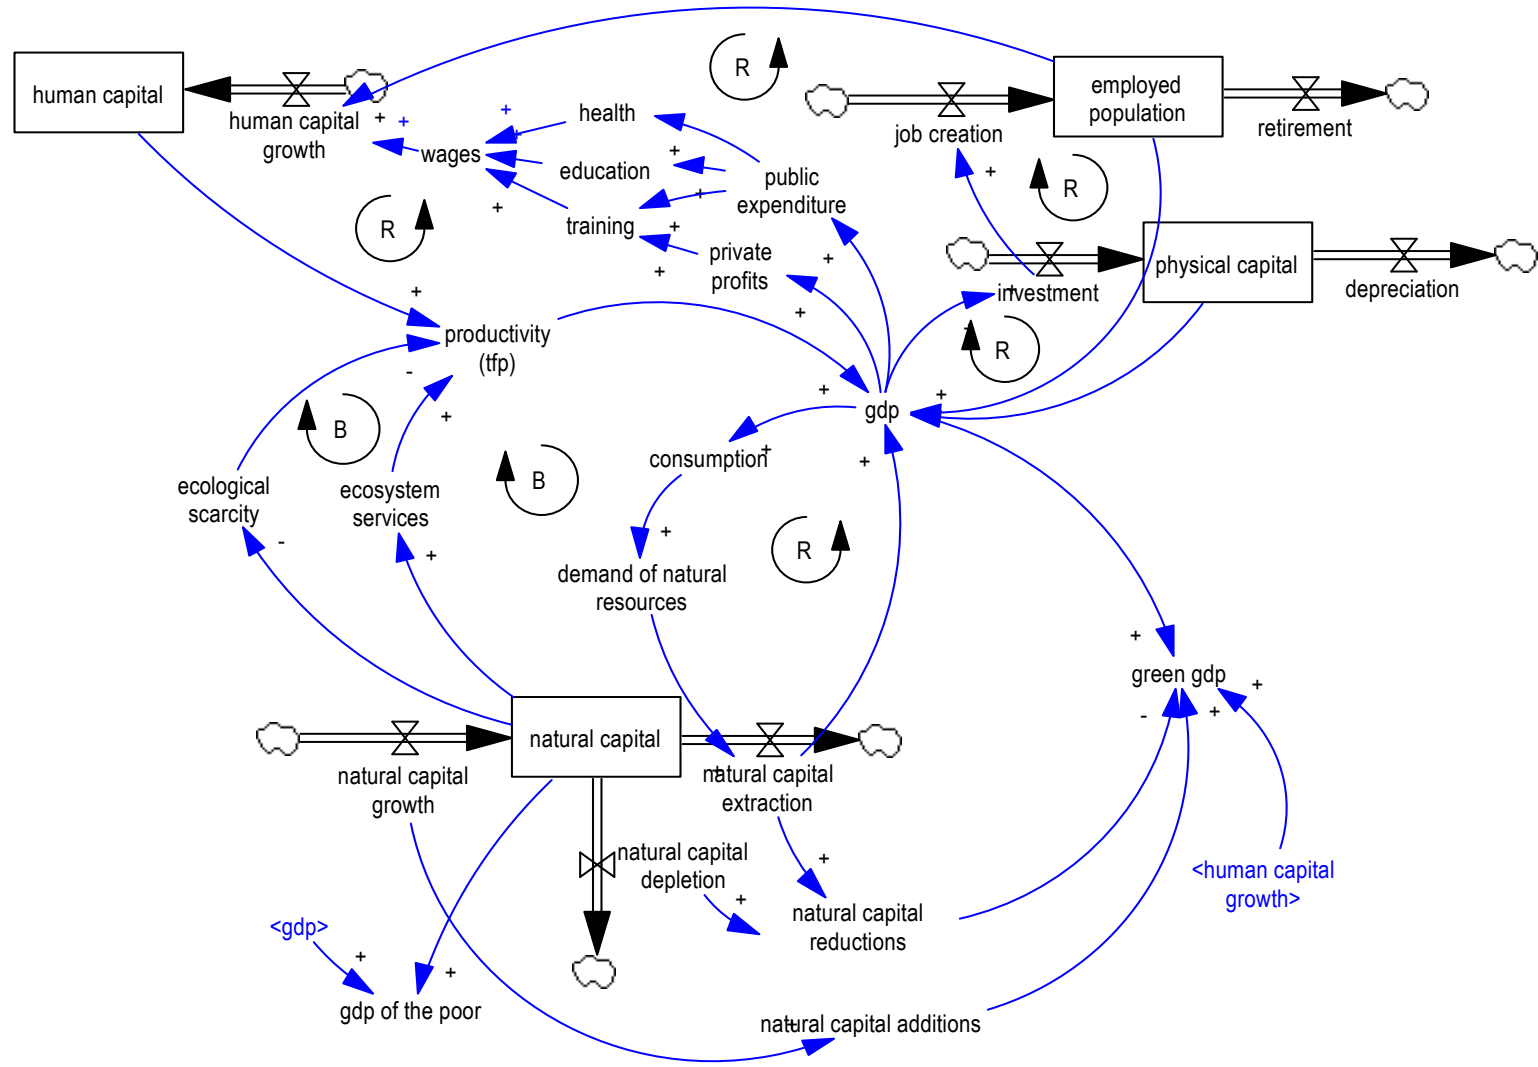 human capital
human capital
growth
wages
health
education
training
public
expenditure
private
profits
R
job creation
employed
population
retirement
R
investment
physical capital
depreciation
R
R
productivity
(tfp)
gdp
consumption
B
B
ecological
scarcity
ecosystem
services
demand of natural
resources
R
green gdp
natural capital
natural capital
growth
natural capital
extraction
natural capital
depletion
natural capital
reductions
<human capital
growth>
<gdp>
gdp of the poor
natural capital additions